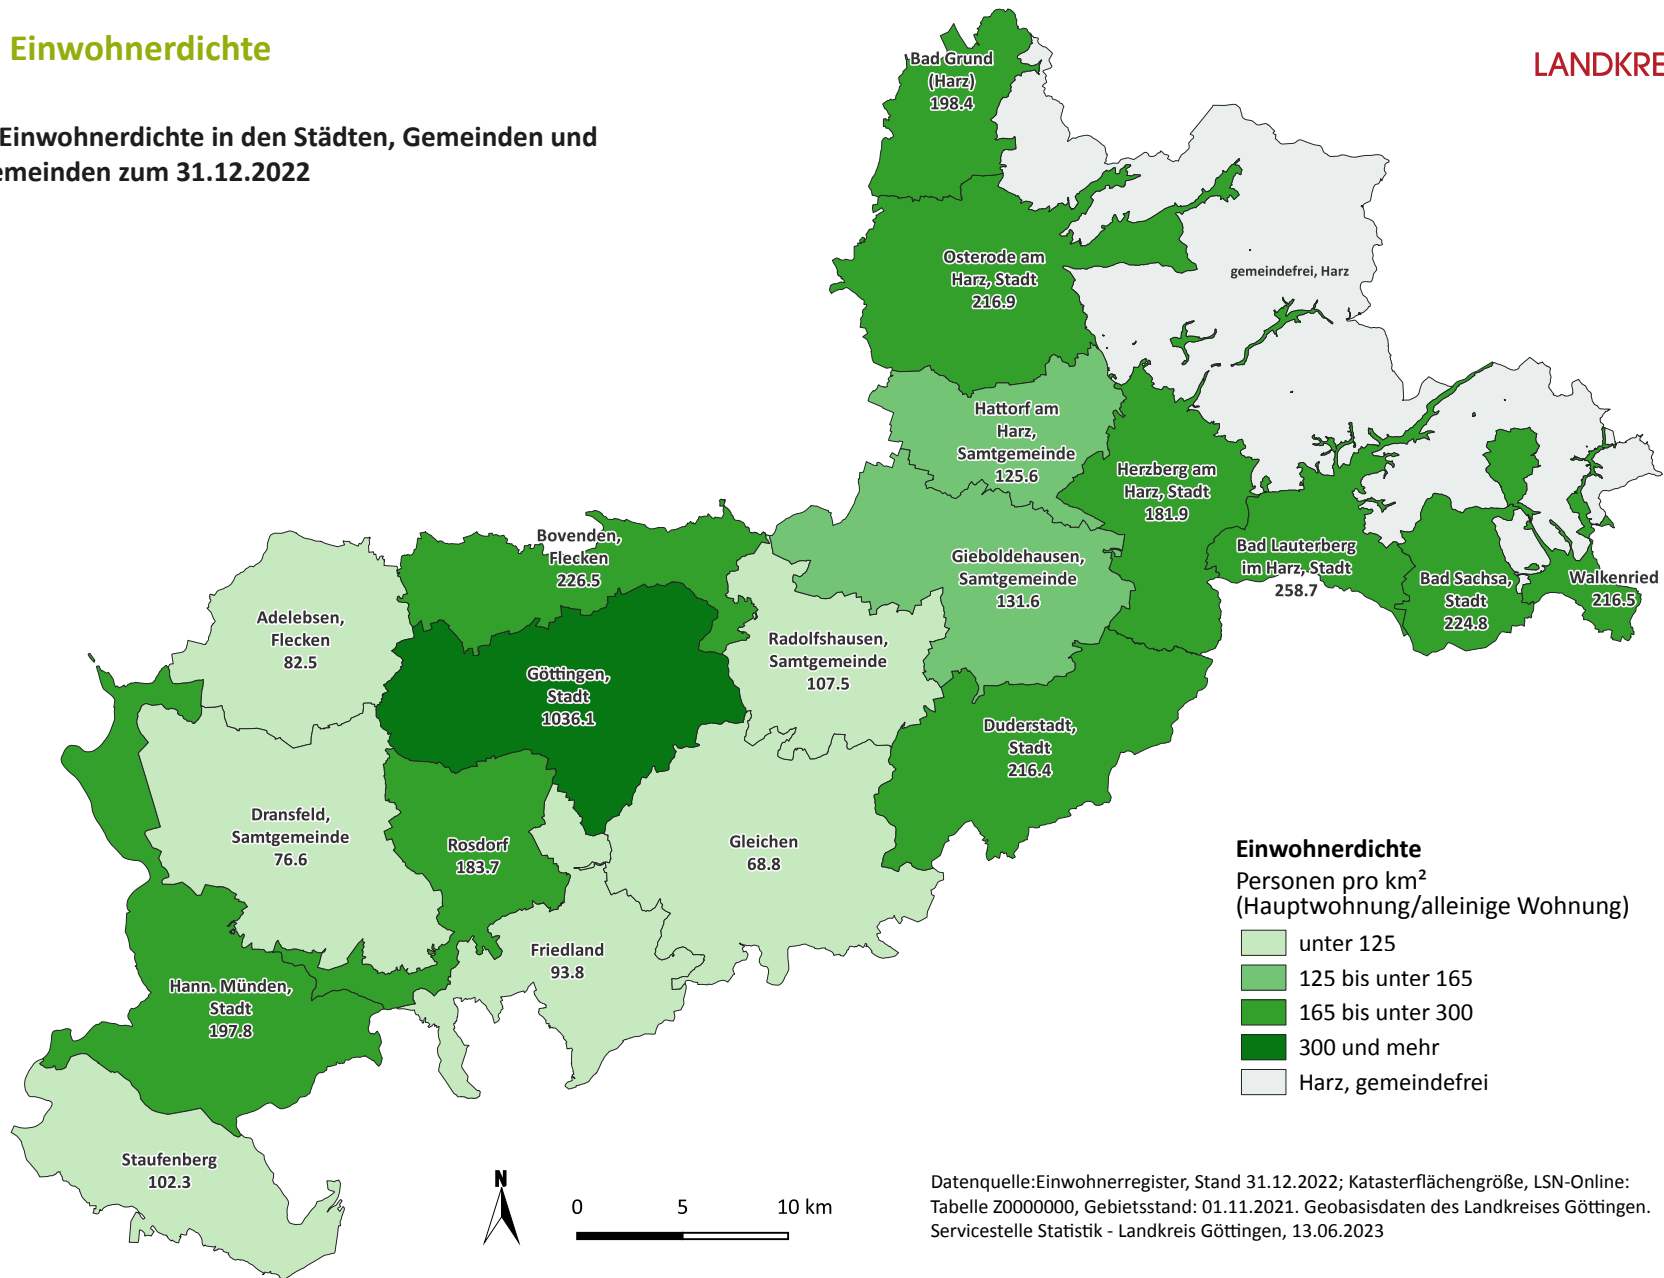 Einwohnerdichte
LANDKRE
Einwohnerdichte in den Städten, Gemeinden und
emeinden zum 31.12.2022
Bad Grund
(Harz)
198.4
Osterode am
Harz, Stadt
216.9
gemeindefrei, Harz
Hattorf am
Harz,
Samtgemeinde
125.6
Herzberg am
Harz, Stadt
181.9
Bovenden,
Flecken
226.5
Gieboldehausen,
Samtgemeinde
131.6
Bad Lauterberg
im Harz, Stadt
258.7
Bad Sachsa,
Stadt
224.8
Walkenried
216.5
Adelebsen,
Flecken
82.5
Radolfshausen,
Samtgemeinde
107.5
Göttingen,
Stadt
1036.1
Duderstadt,
Stadt
216.4
Dransfeld,
Samtgemeinde
76.6
Rosdorf
183.7
Gleichen
68.8
Friedland
93.8
Hann. Münden,
Stadt
197.8
Staufenberg
102.3
Einwohnerdichte
Personen pro km²
(Hauptwohnung/alleinige Wohnung)
unter 125
125 bis unter 165
165 bis unter 300
300 und mehr
Harz, gemeindefrei
N
0 5 10 km
Datenquelle:Einwohnerregister, Stand 31.12.2022; Katasterflächengröße, LSN-Online:
Tabelle Z0000000, Gebietsstand: 01.11.2021. Geobasisdaten des Landkreises Göttingen.
Servicestelle Statistik - Landkreis Göttingen, 13.06.2023